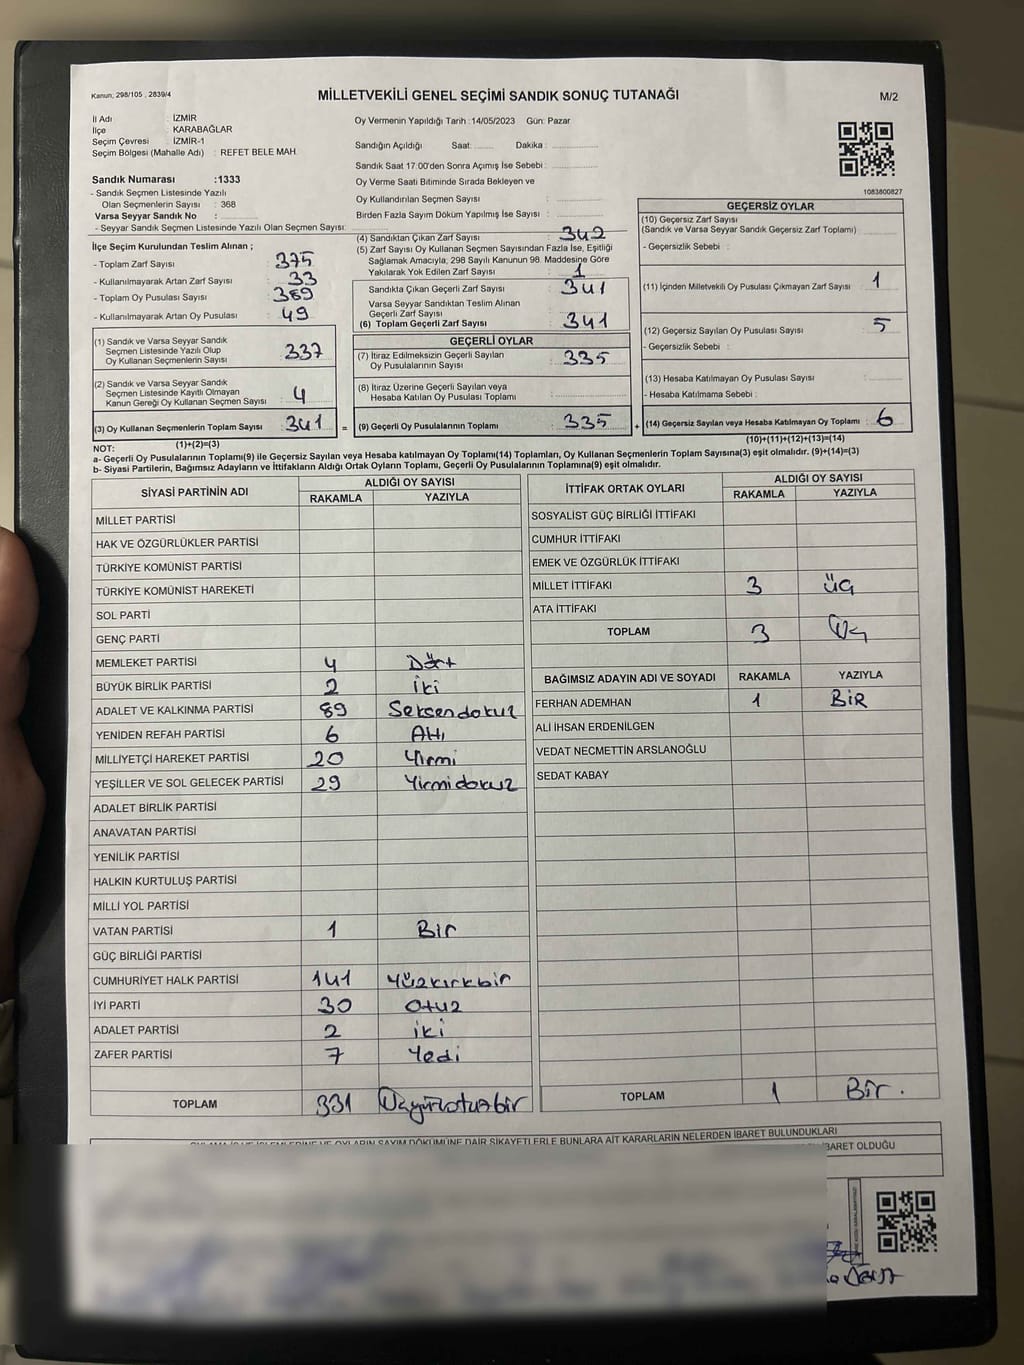 Kanun; 298/105 , 2839/4
MİLLETVEKİLİ GENEL SEÇİMİ SANDIK SONUÇ TUTANAĞI
M/2
İl Adı : İZMİR
İlçe : KARABAĞLAR
Seçim Çevresi : İZMİR-1
Seçim Bölgesi (Mahalle Adı) : REFET BELE MAH.
Sandık Numarası :1333
- Sandık Seçmen Listesinde Yazılı
Olan Seçmenlerin Sayısı : 368
Varsa Seyyar Sandık No :
- Seyyar Sandık Seçmen Listesinde Yazılı Olan Seçmen Sayısı:
Oy Vermenin Yapıldığı Tarih :14/05/2023 Gün: Pazar
Sandığın Açıldığı Saat: Dakika :
Sandık Saat 17:00'den Sonra Açımış İse Sebebi :
Oy Verme Saati Bitiminde Sırada Bekleyen ve
Oy Kullandırılan Seçmen Sayısı :
Birden Fazla Sayım Döküm Yapılmış İse Sayısı :
1083800827
İlçe Seçim Kurulundan Teslim Alınan ;
- Toplam Zarf Sayısı : 375
- Kullanılmayarak Artan Zarf Sayısı : 33
- Toplam Oy Pusulası Sayısı : 389
- Kullanılmayarak Artan Oy Pusulası : 49
(1) Sandık ve Varsa Seyyar Sandık
Seçmen Listesinde Yazılı Olup
Oy Kullanan Seçmenlerin Sayısı : 337
(2) Sandık ve Varsa Seyyar Sandık
Seçmen Listesinde Kayıtlı Olmayan
Kanun Gereği Oy Kullanan Seçmen Sayısı : 4
(3) Oy Kullanan Seçmenlerin Toplam Sayısı : 341
(1)+(2)=(3)
(4) Sandıktan Çıkan Zarf Sayısı : 342
(5) Zarf Sayısı Oy Kullanan Seçmen Sayısından Fazla İse, Eşitliği
Sağlamak Amacıyla, 298 Sayılı Kanunun 98. Maddesine Göre
Yakılarak Yok Edilen Zarf Sayısı : 1
Sandıkta Çıkan Geçerli Zarf Sayısı : 341
Varsa Seyyar Sandıktan Teslim Alınan
Geçerli Zarf Sayısı :
(6) Toplam Geçerli Zarf Sayısı : 341
GEÇERLİ OYLAR
(7) İtiraz Edilmeksizin Geçerli Sayılan
Oy Pusulalarının Sayısı : 335
(8) İtiraz Üzerine Geçerli Sayılan veya
Hesaba Katılan Oy Pusulası Toplamı :
= (9) Geçerli Oy Pusulalarının Toplamı : 335
GEÇERSİZ OYLAR
(10) Geçersiz Zarf Sayısı
(Sandık ve Varsa Seyyar Sandık Geçersiz Zarf Toplamı) :
- Geçersizlik Sebebi :
(11) İçinden Milletvekili Oy Pusulası Çıkmayan Zarf Sayısı : 1
(12) Geçersiz Sayılan Oy Pusulası Sayısı : 5
- Geçersizlik Sebebi :
(13) Hesaba Katılmayan Oy Pusulası Sayısı :
- Hesaba Katılmama Sebebi :
+ (14) Geçersiz Sayılan veya Hesaba Katılmayan Oy Toplamı : 6
(10)+(11)+(12)+(13)=(14)
NOT:
a- Geçerli Oy Pusulalarının Toplamı(9) ile Geçersiz Sayılan veya Hesaba katılmayan Oy Toplamı(14) Toplamları, Oy Kullanan Seçmenlerin Toplam Sayısına(3) eşit olmalıdır. (9)+(14)=(3)
b- Siyasi Partilerin, Bağımsız Adayların ve İttifakların Aldığı Ortak Oyların Toplamı, Geçerli Oy Pusulalarının Toplamına(9) eşit olmalıdır.
SİYASİ PARTİNİN ADI
ALDIĞI OY SAYISI
RAKAMLA YAZIYLA
MİLLET PARTİSİ
HAK VE ÖZGÜRLÜKLER PARTİSİ
TÜRKİYE KOMÜNİST PARTİSİ
TÜRKİYE KOMÜNİST HAREKETİ
SOL PARTİ
GENÇ PARTİ
MEMLEKET PARTİSİ 4 Dört
BÜYÜK BİRLİK PARTİSİ 2 İki
ADALET VE KALKINMA PARTİSİ 89 Seksendokuz
YENİDEN REFAH PARTİSİ 6 Altı
MİLLİYETÇİ HAREKET PARTİSİ 20 Yirmi
YEŞİLLER VE SOL GELECEK PARTİSİ 29 Yirmidokuz
ADALET BİRLİK PARTİSİ
ANAVATAN PARTİSİ
YENİLİK PARTİSİ
HALKIN KURTULUŞ PARTİSİ
MİLLİ YOL PARTİSİ
VATAN PARTİSİ 1 Bir
GÜÇ BİRLİĞİ PARTİSİ
CUMHURİYET HALK PARTİSİ 141 Yüzkırkbir
İYİ PARTİ 30 Otuz
ADALET PARTİSİ 2 İki
ZAFER PARTİSİ 7 Yedi
TOPLAM 331 Üçyüzotuzbir
İTTİFAK ORTAK OYLARI
ALDIĞI OY SAYISI
RAKAMLA YAZIYLA
SOSYALİST GÜÇ BİRLİĞİ İTTİFAKI
CUMHUR İTTİFAKI
EMEK VE ÖZGÜRLÜK İTTİFAKI
MİLLET İTTİFAKI 3 Üç
ATA İTTİFAKI
TOPLAM 3 Üç
BAĞIMSIZ ADAYIN ADI VE SOYADI RAKAMLA YAZIYLA
FERHAN ADEMHAN 1 BİR
ALİ İHSAN ERDENİLGEN
VEDAT NECMETTİN ARSLANOĞLU
SEDAT KABAY
TOPLAM 1 Bir.
OYLARIN SAYIM DÖKÜMÜNE DAİR ŞİKAYETLERLE BUNLARA AİT KARARLARIN NELERDEN İBARET BULUNDUKLARI
İBARET OLDUĞU